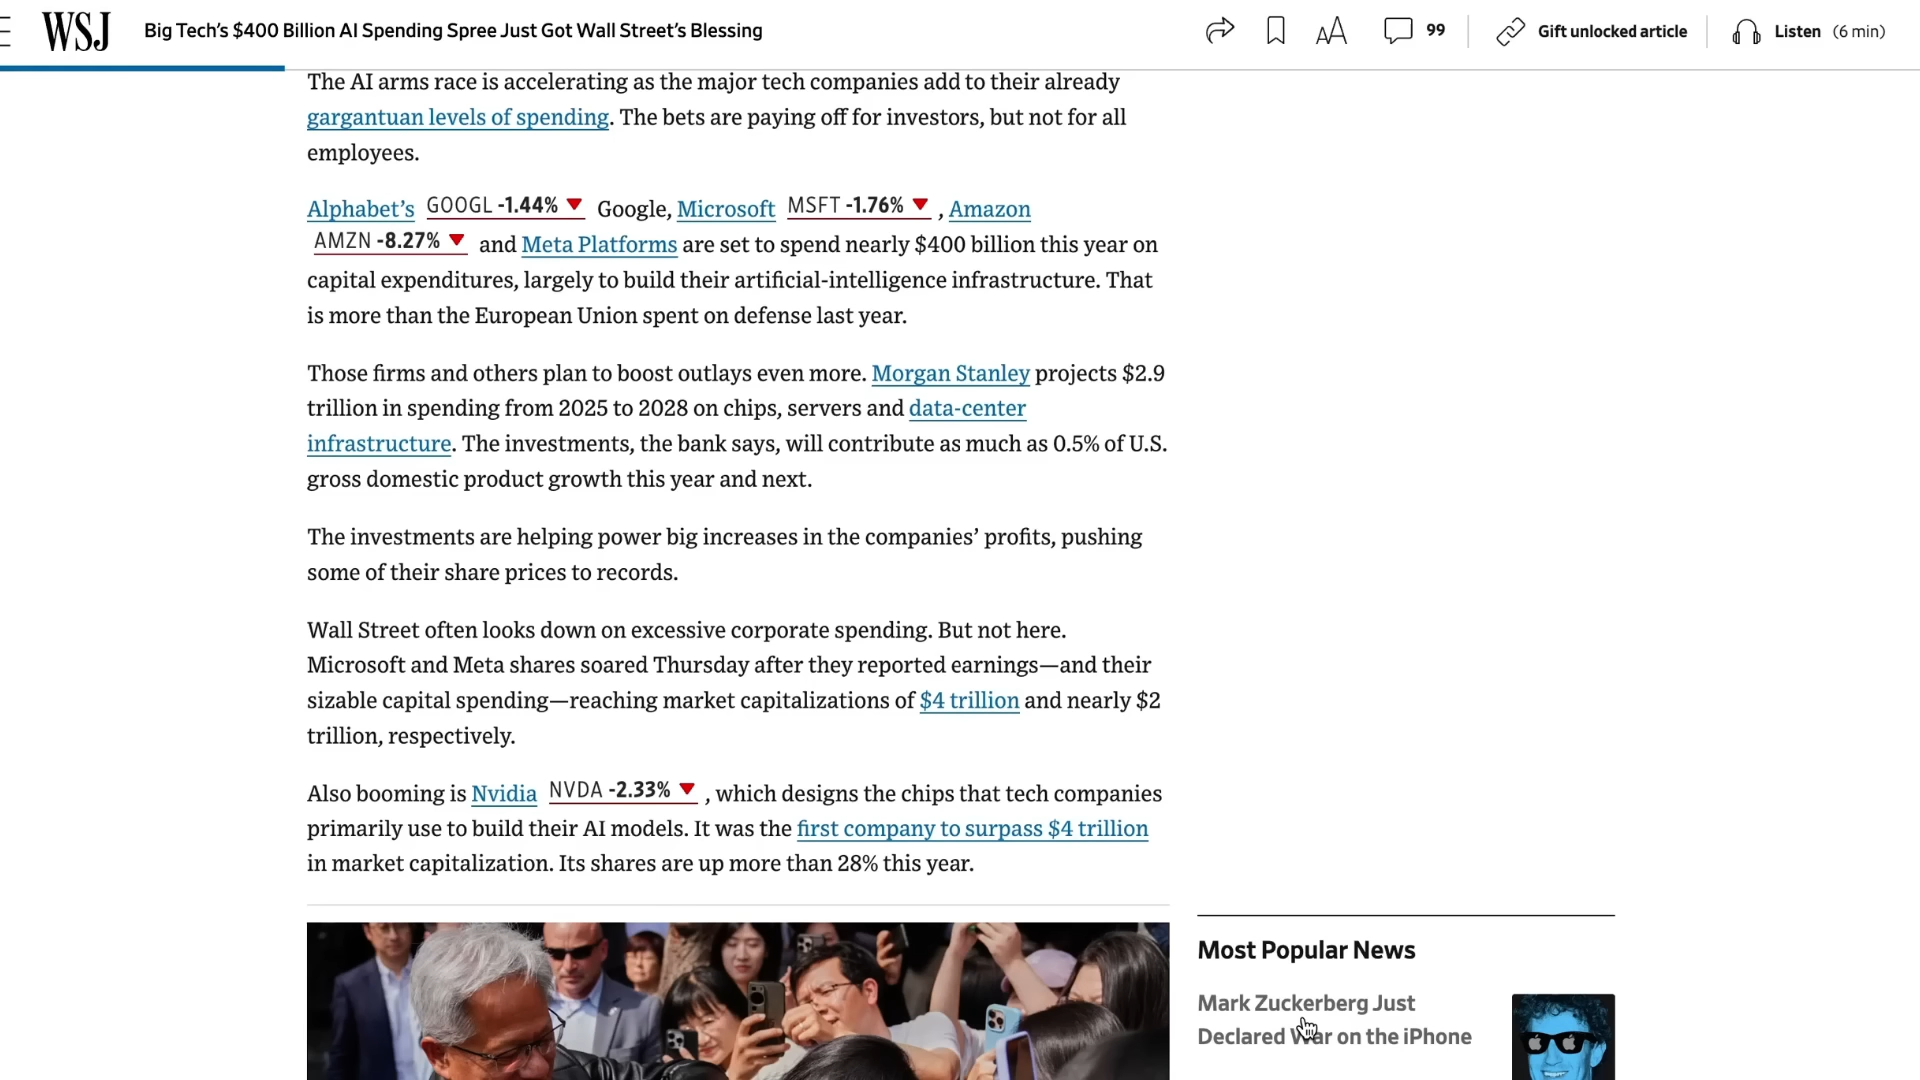 WSJ
Big Tech’s $400 Billion AI Spending Spree Just Got Wall Street’s Blessing
99
Gift unlocked article
Listen (6 min)
The AI arms race is accelerating as the major tech companies add to their already
gargantuan levels of spending. The bets are paying off for investors, but not for all
employees.
Alphabet’s GOOGL -1.44% Google, Microsoft MSFT -1.76% , Amazon
AMZN -8.27% and Meta Platforms are set to spend nearly $400 billion this year on
capital expenditures, largely to build their artificial-intelligence infrastructure. That
is more than the European Union spent on defense last year.
Those firms and others plan to boost outlays even more. Morgan Stanley projects $2.9
trillion in spending from 2025 to 2028 on chips, servers and data-center
infrastructure. The investments, the bank says, will contribute as much as 0.5% of U.S.
gross domestic product growth this year and next.
The investments are helping power big increases in the companies’ profits, pushing
some of their share prices to records.
Wall Street often looks down on excessive corporate spending. But not here.
Microsoft and Meta shares soared Thursday after they reported earnings—and their
sizable capital spending—reaching market capitalizations of $4 trillion and nearly $2
trillion, respectively.
Also booming is Nvidia NVDA -2.33% , which designs the chips that tech companies
primarily use to build their AI models. It was the first company to surpass $4 trillion
in market capitalization. Its shares are up more than 28% this year.
Most Popular News
Mark Zuckerberg Just
Declared War on the iPhone